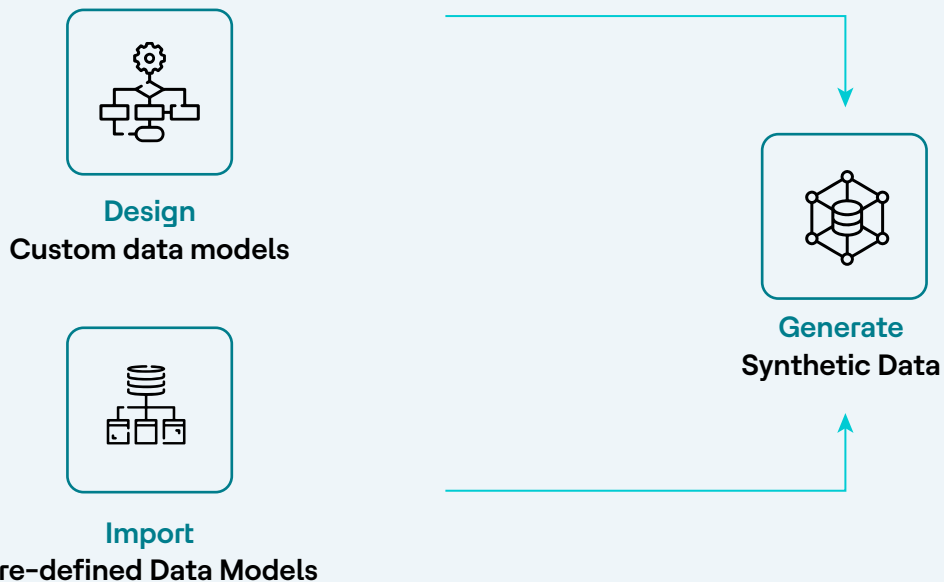 Design
Custom data models
Generate
Synthetic Data
Import
re-defined Data Models